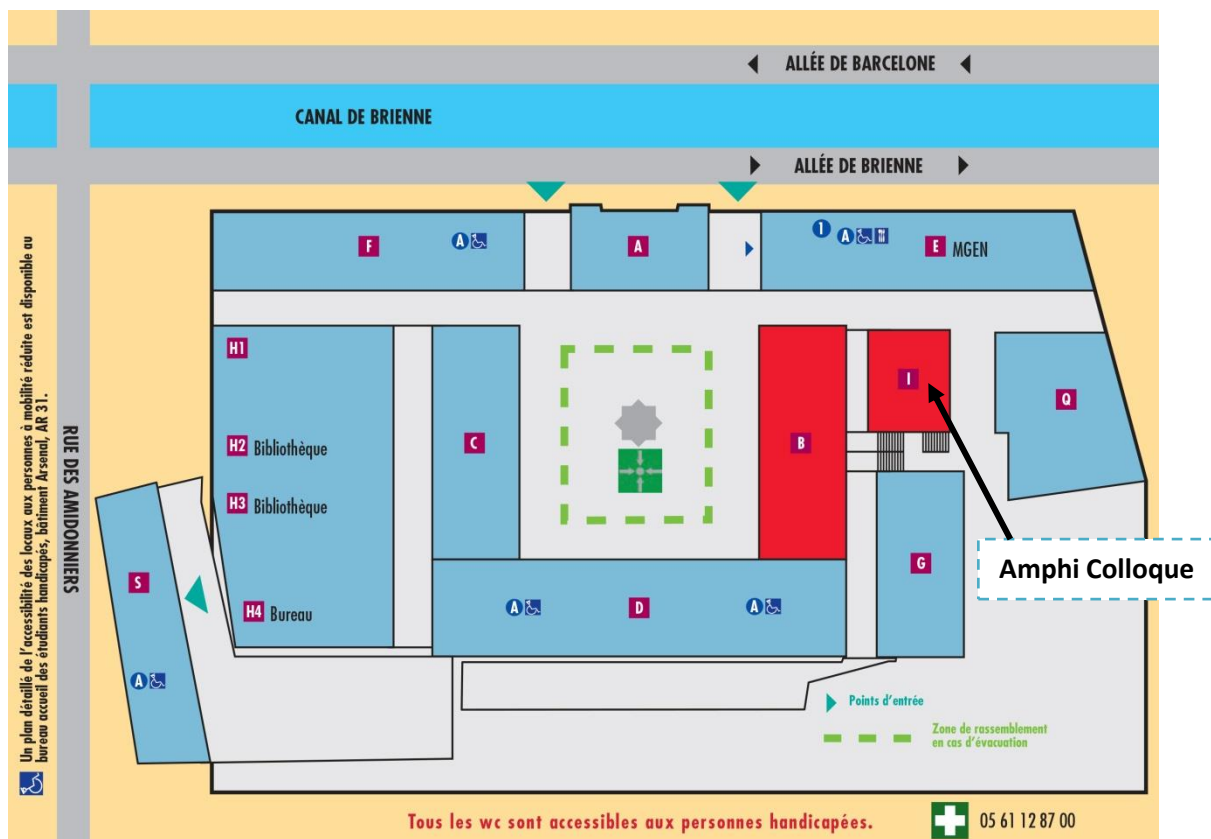 ALLÉE DE BARCELONE
CANAL DE BRIENNE
ALLÉE DE BRIENNE
F
A
A
1
A
E MGEN
H1
I
Q
C
B
H2 Bibliothèque
H3 Bibliothèque
Amphi Colloque
S
G
H4 Bureau
A
D
A
A
Points d'entrée
Zone de rassemblement
en cas d'évacuation
RUE DES AMIDONNIERS
Un plan détaillé de l'accessibilité des locaux aux personnes à mobilité réduite est disponible au
bureau accueil des étudiants handicapés, bâtiment Arsenal, AR 31.
Tous les wc sont accessibles aux personnes handicapées.
05 61 12 87 00